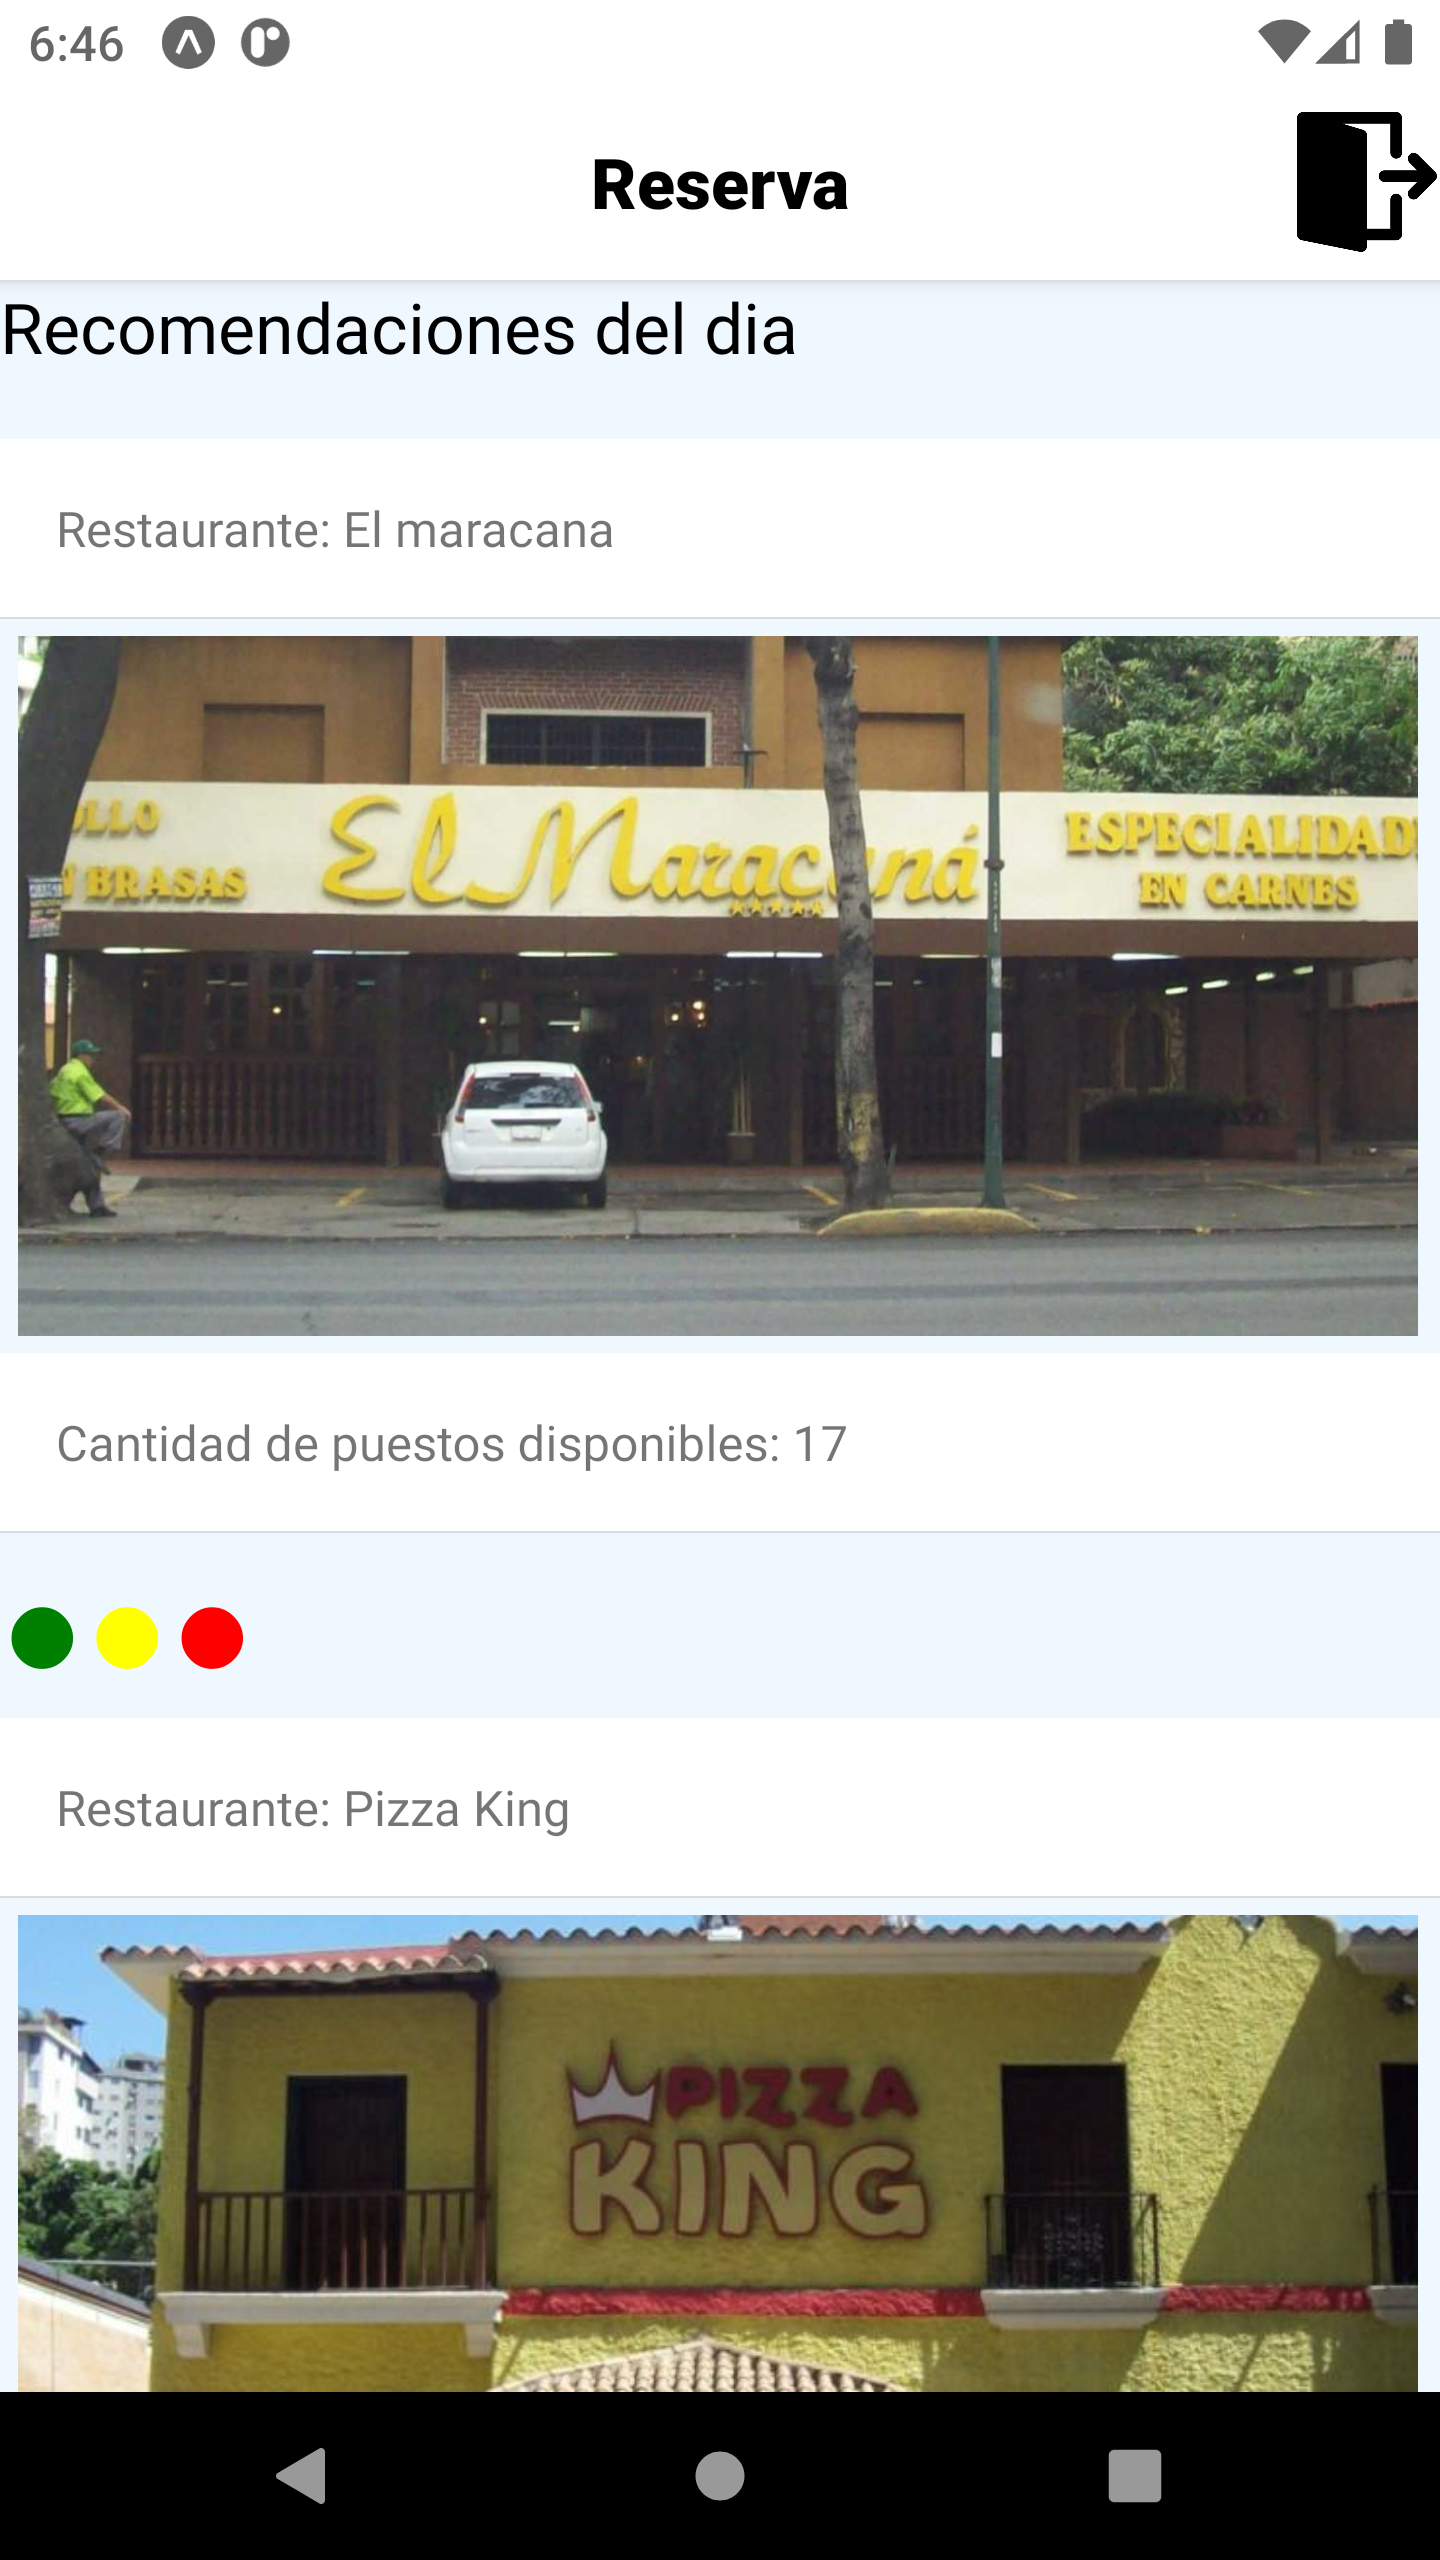 6:46
Reserva
Recomendaciones del dia
Restaurante: El maracana
El Maracaná
BRASAS
ESPECIALIDAD
EN CARNES
Cantidad de puestos disponibles: 17
Restaurante: Pizza King
PIZZA
KING